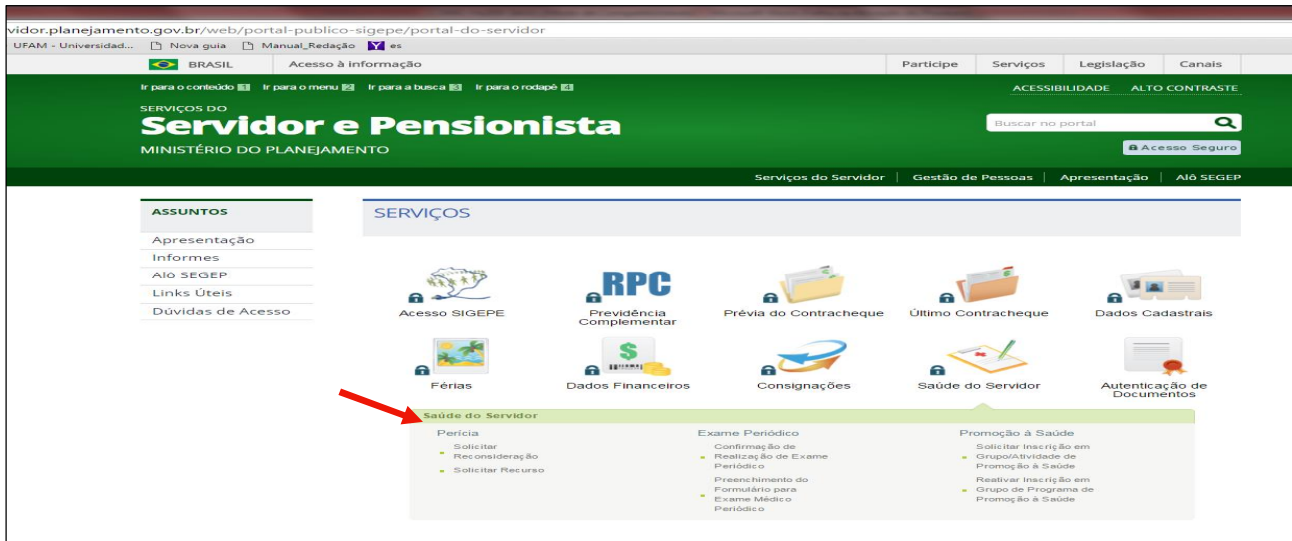 vidor.planejamento.gov.br/web/portal-publico-sigepe/portal-do-servidor
UFAM - Universidad... Nova guia Manual_Redação Y es
BRASIL Acesso à informação Participe Serviços Legislação Canais
Ir para o conteúdo 1 Ir para o menu 2 Ir para a busca 3 Ir para o rodapé 4 ACESSIBILIDADE ALTO CONTRASTE
SERVIÇOS DO
Servidor e Pensionista
Buscar no portal
MINISTÉRIO DO PLANEJAMENTO
Acesso Seguro
Serviços do Servidor | Gestão de Pessoas | Apresentação | Alô SEGEP
ASSUNTOS
Apresentação
Informes
Alô SEGEP
Links Úteis
Dúvidas de Acesso
SERVIÇOS
RPC
Acesso SIGEPE
Previdência
Complementar
Prévia do Contracheque
Último Contracheque
Dados Cadastrais
$
Férias
Dados Financeiros
Consignações
Saúde do Servidor
Autenticação de
Documentos
Saúde do Servidor
Perícia
Solicitar
Reconsideração
Solicitar Recurso
Exame Periódico
Confirmação de
Realização de Exame
Periódico
Preenchimento do
Formulário para
Exame Médico
Periódico
Promoção à Saúde
Solicitar Inscrição em
Grupo/Atividade de
Promoção à Saúde
Reativar Inscrição em
Grupo de Programa de
Promoção à Saúde